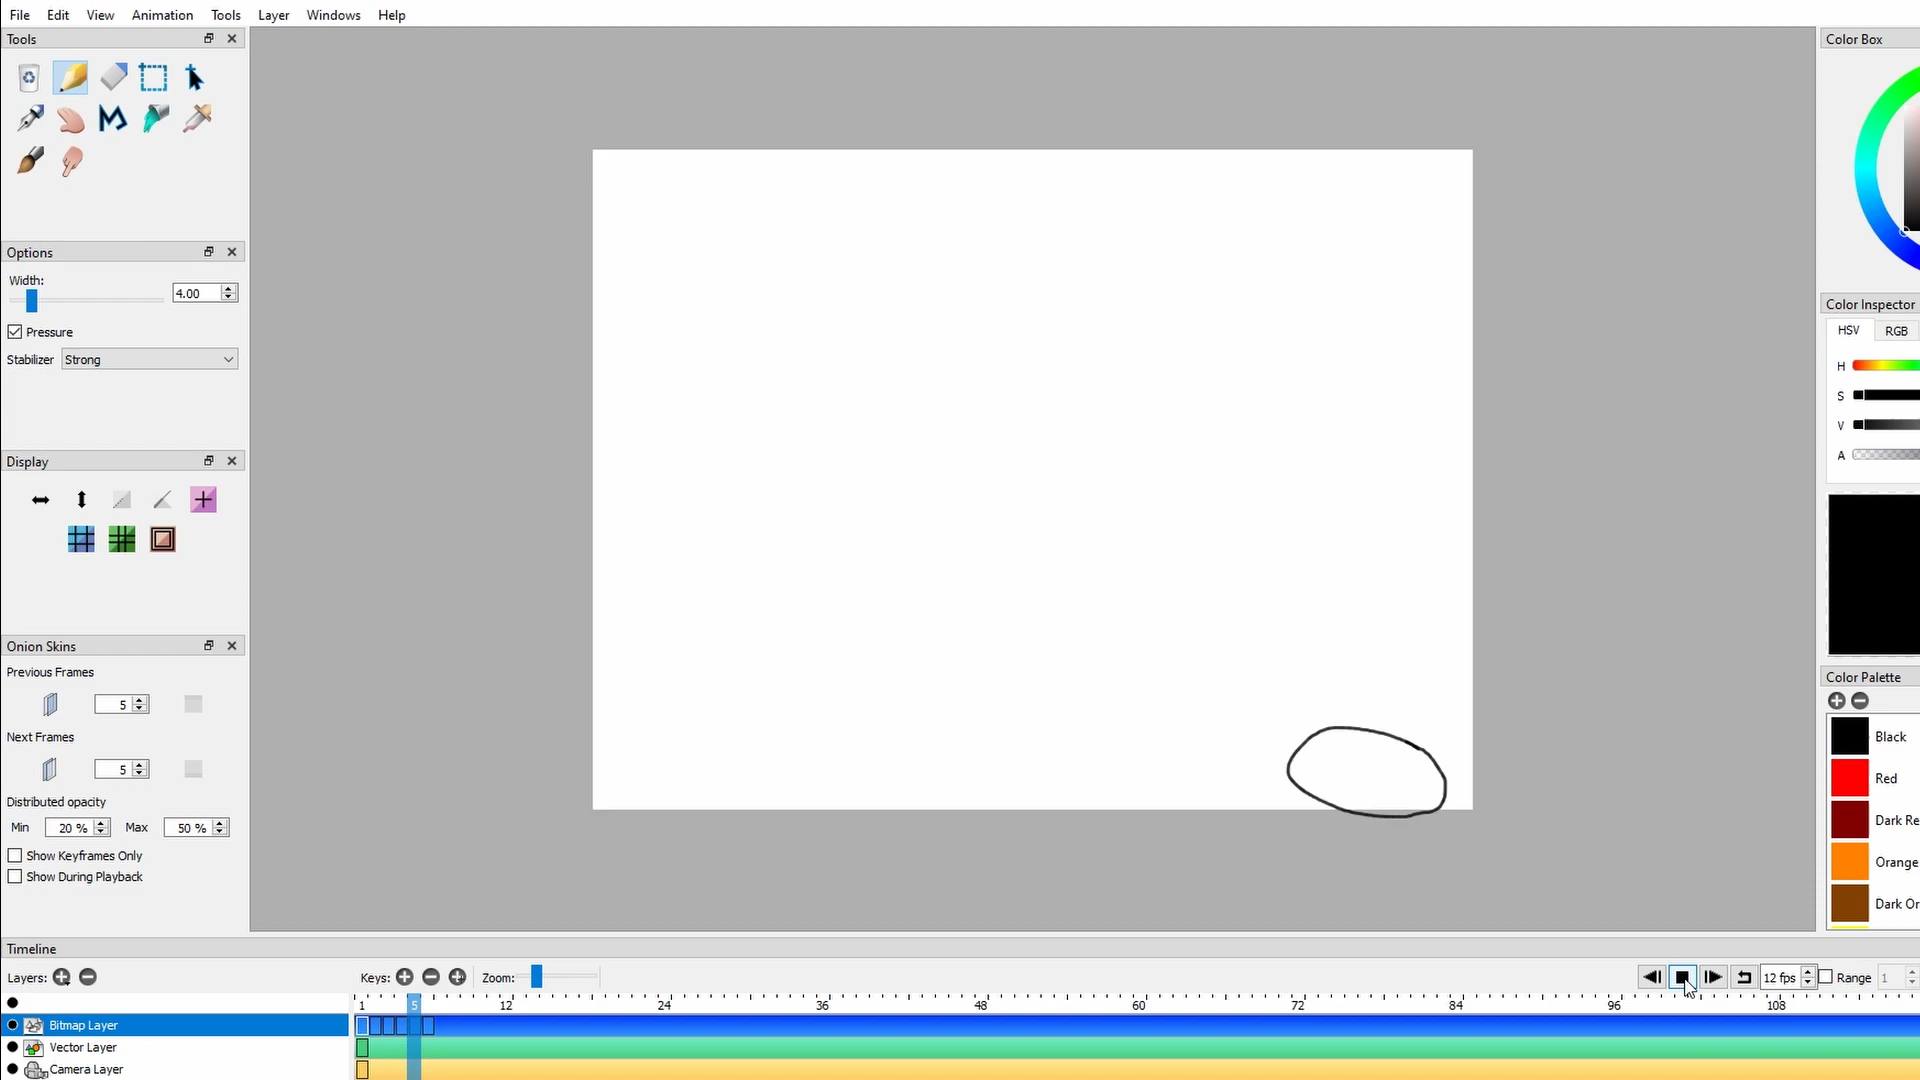 File Edit View Animation Tools Layer Windows Help
Tools
Color Box
Options
Width:
4.00
Pressure
Stabilizer Strong
Color Inspector
HSV RGB
H
S
V
A
Display
Onion Skins
Previous Frames
5
Next Frames
5
Distributed opacity
Min 20 % Max 50 %
Show Keyframes Only
Show During Playback
Color Palette
Black
Red
Dark Re
Orange
Dark Or
Timeline
Layers: Keys: Zoom: 12 fps Range 1
1 5 12 24 36 48 60 72 84 96 108
Bitmap Layer
Vector Layer
Camera Layer